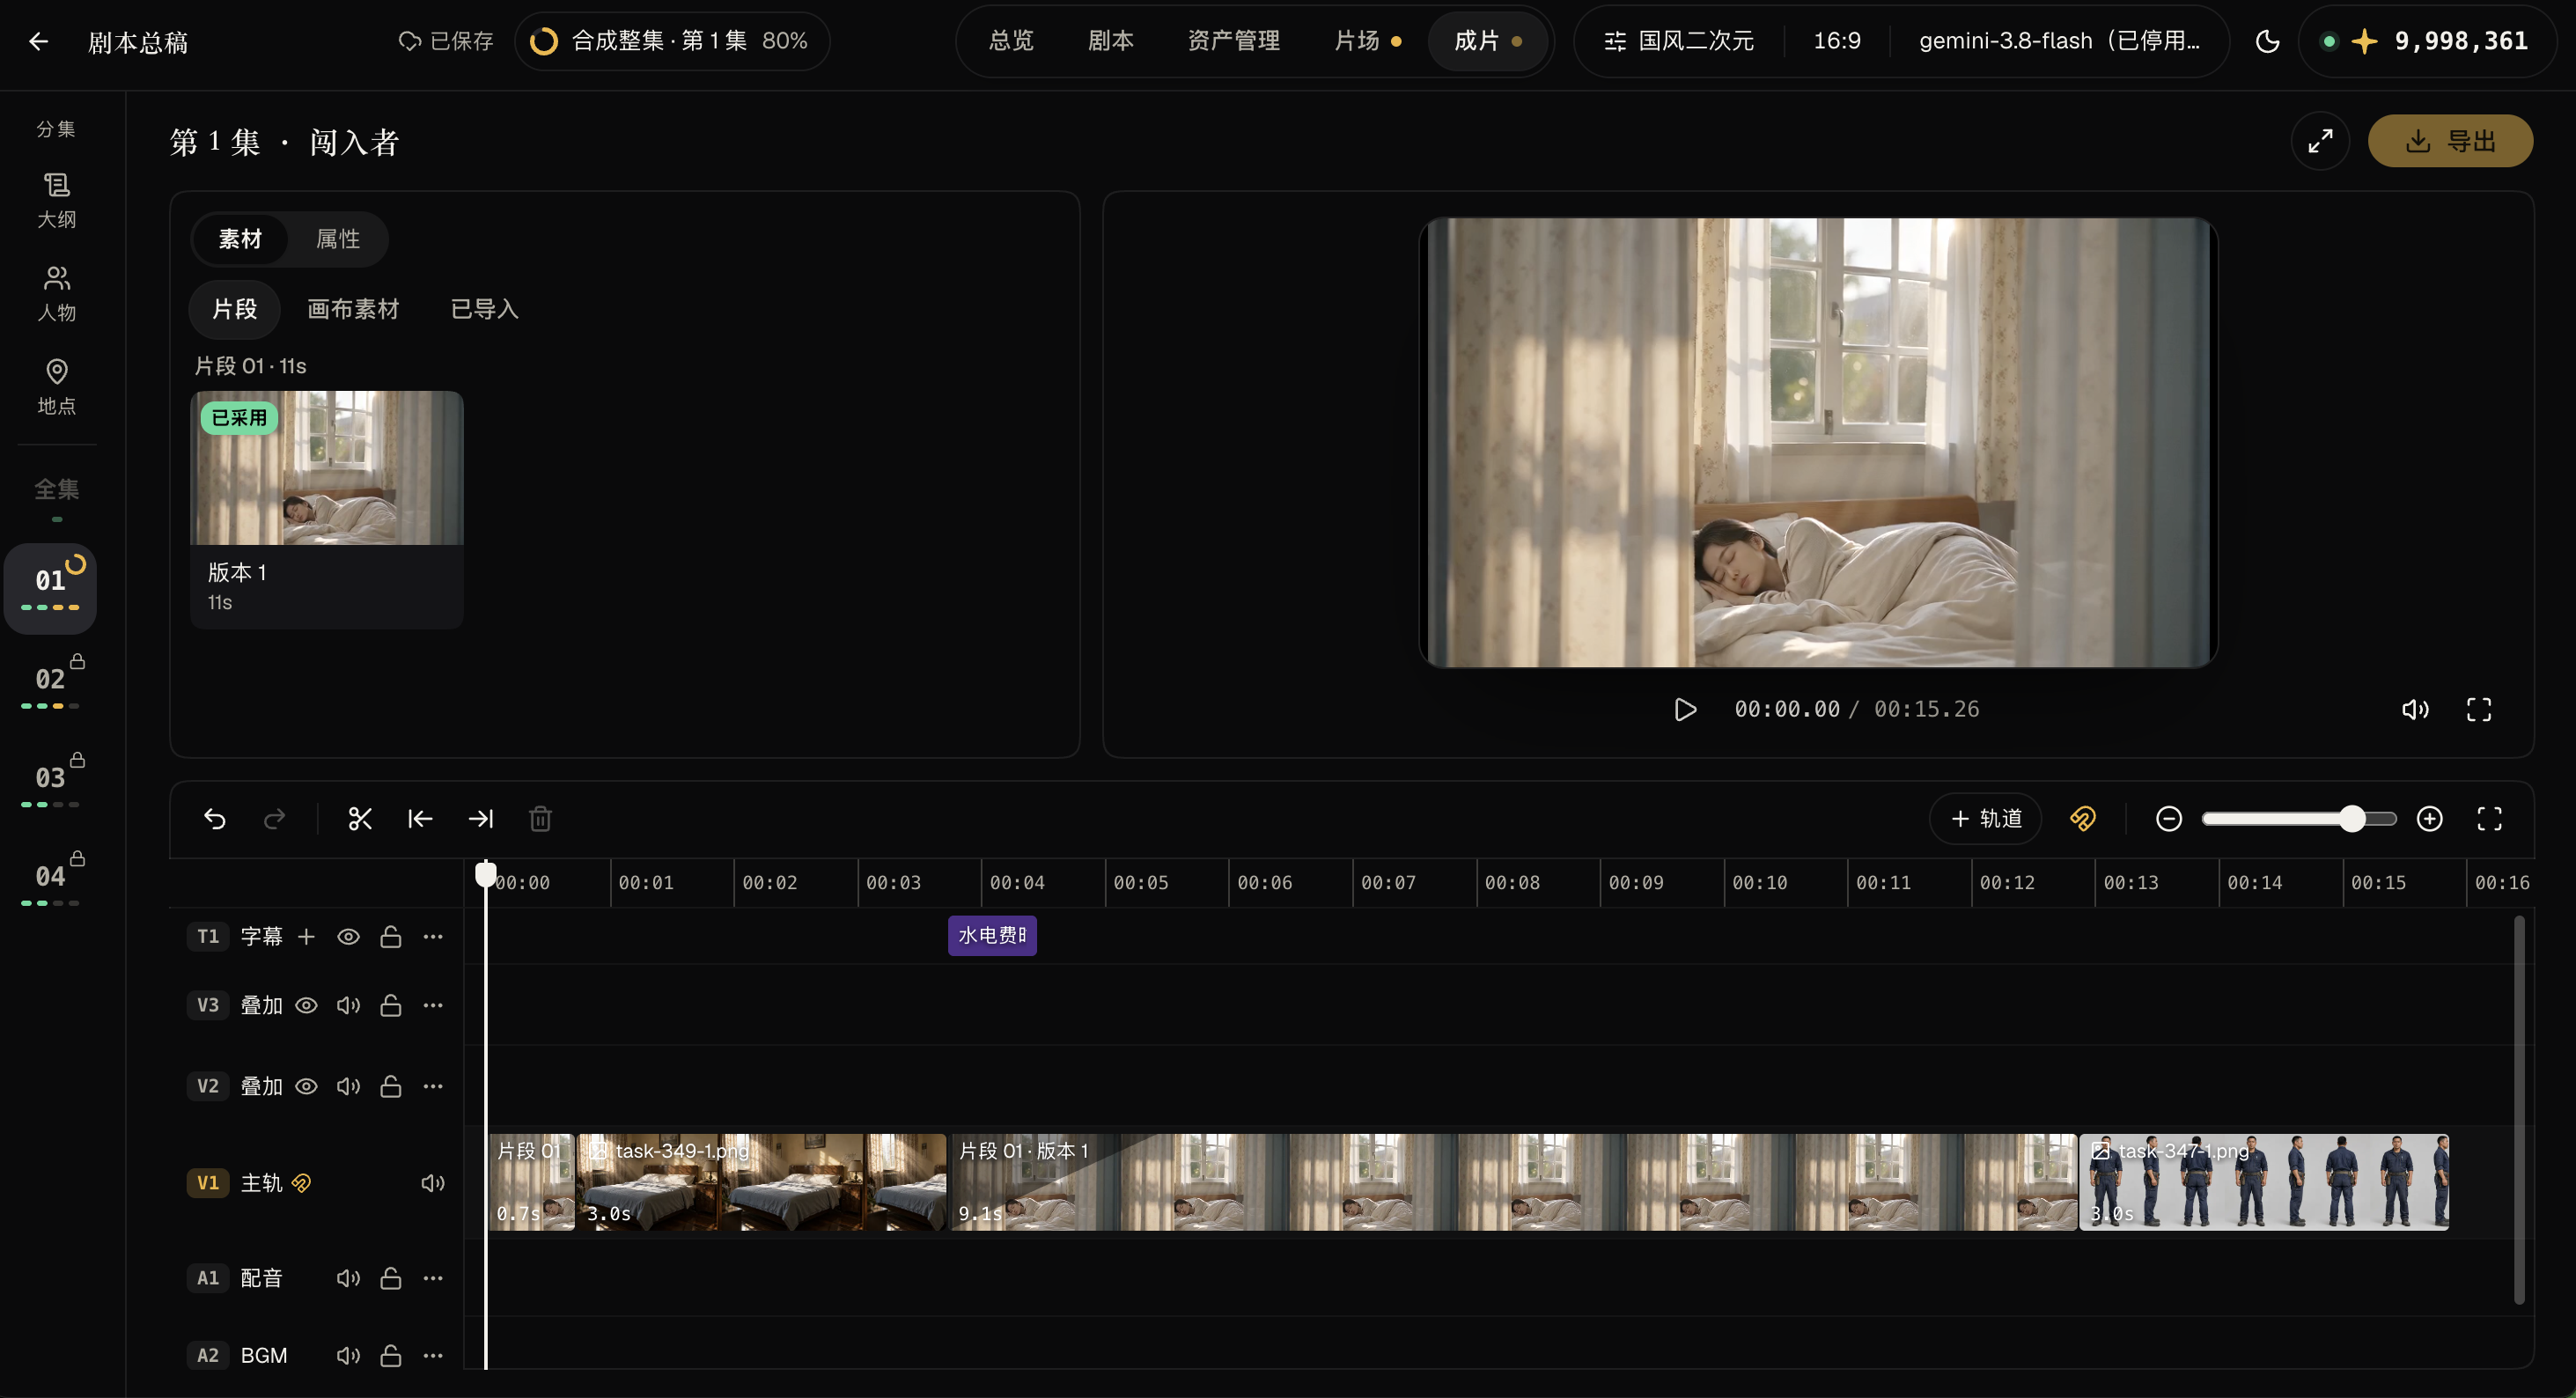 剧本总稿
已保存
合成整集 · 第 1 集 80%
总览
剧本
资产管理
片场
成片
国风二次元
16:9
gemini-3.8-flash（已停用...
9,998,361
分集
大纲
人物
地点
全集
01
02
03
04
第 1 集 · 闯入者
导出
素材
属性
片段
画布素材
已导入
片段 01 · 11s
已采用
版本 1
11s
00:00.00 / 00:15.26
轨道
00:00 00:01 00:02 00:03 00:04 00:05 00:06 00:07 00:08 00:09 00:10 00:11 00:12 00:13 00:14 00:15 00:16
T1 字幕
水电费
V3 叠加
V2 叠加
V1 主轨
片段 01
0.7s
task-349-1.png
3.0s
片段 01 · 版本 1
9.1s
task-347-1.png
3.0s
A1 配音
A2 BGM